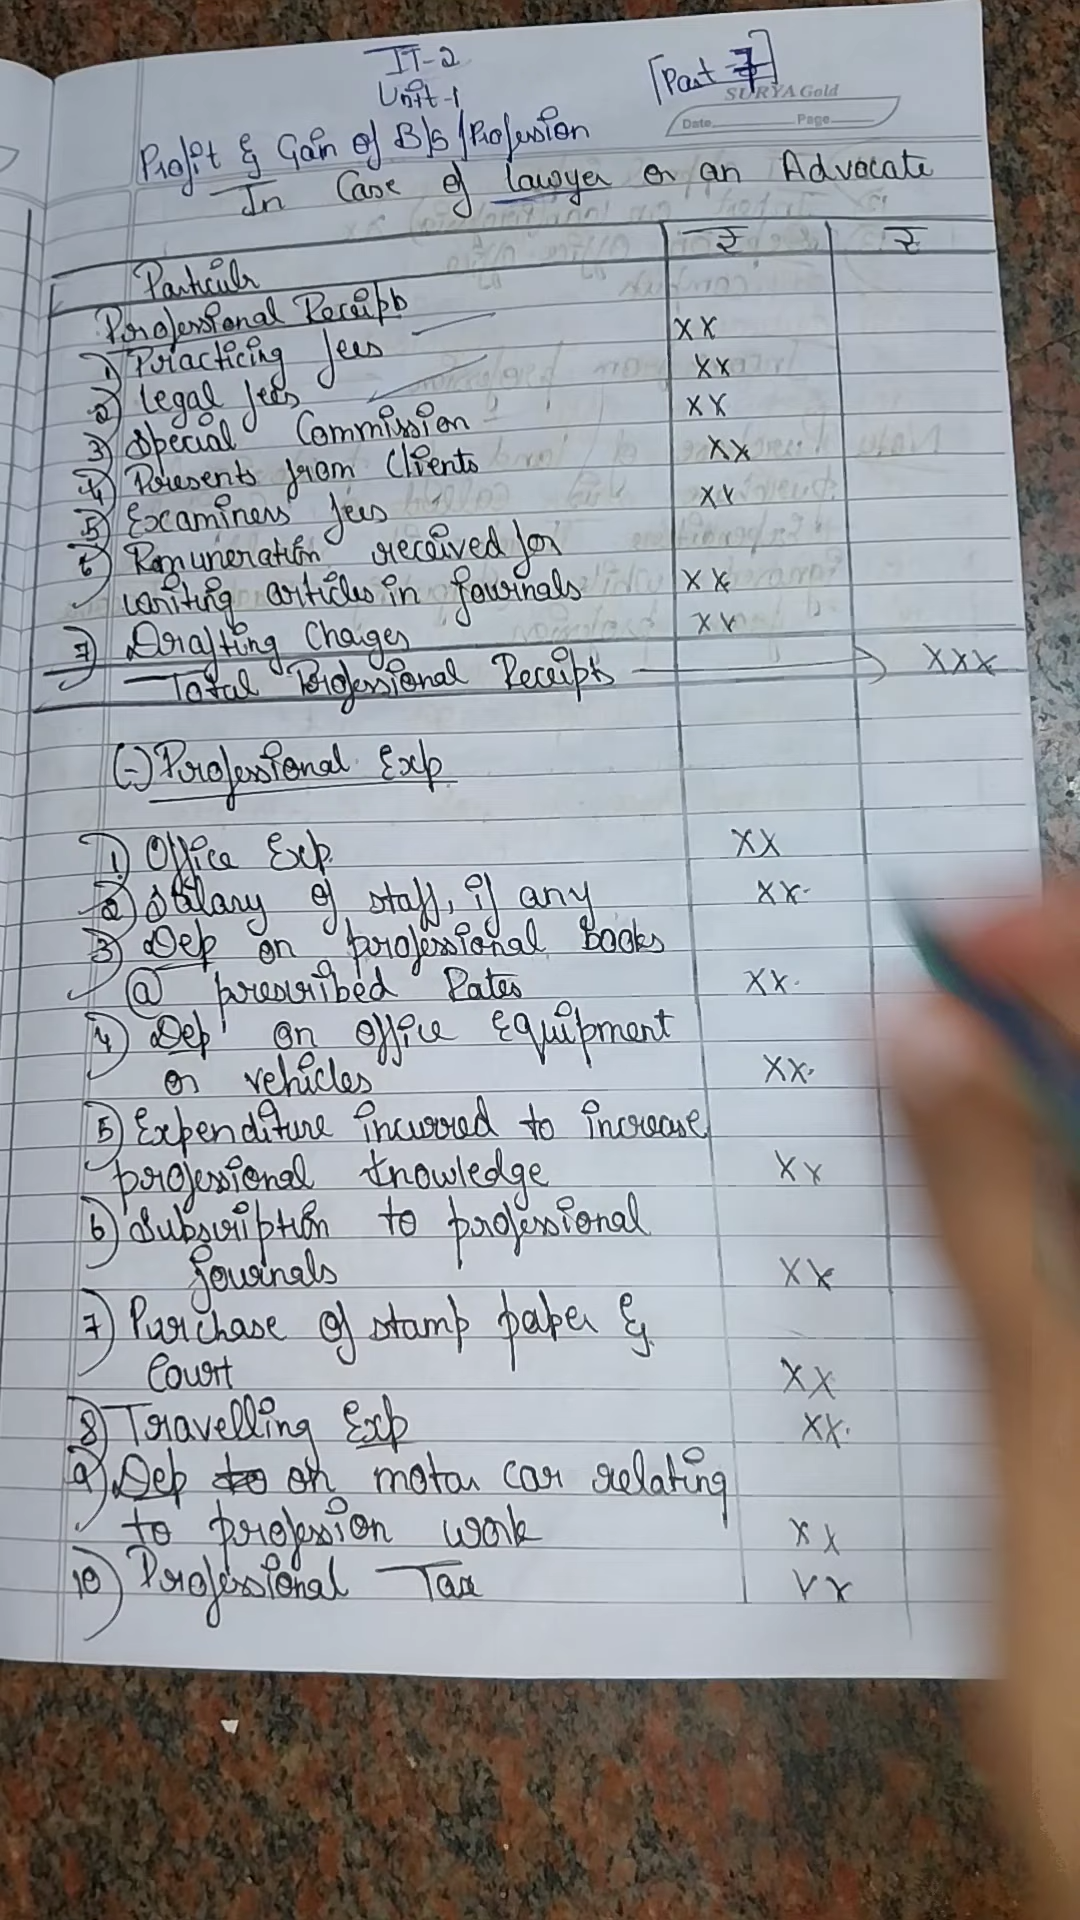 IT-2
Unit-1
[Part-7]
SURYA Gold
Date Page
Profit & Gain of B/s/Profession
In Case of lawyer or an Advocate
Particulr ₹ ₹
Professional Receipts
1) Practicing fees XX
2) Legal fees XX
3) Special Commission XX
4) Presents from Clients XX
5) Examiners fees XX
6) Remuneration received for
writing articles in Journals XX
7) Drafting Charges XX
Total Professional Receipts → XXX
(-) Professional Exp.
1) Office Exp. XX
2) Salary of staff, if any XX.
3) Dep on professional books
@ prescribed Rates XX.
4) Dep on office Equipment
or vehicles XX.
5) Expenditure incurred to increase
professional knowledge XX
6) Subscription to professional
Journals XX
7) Purchase of stamp paper &
Court XX
8) Travelling Exp XX.
9) Dep on motor car relating
to profession work XX
10) Professional Tax XX